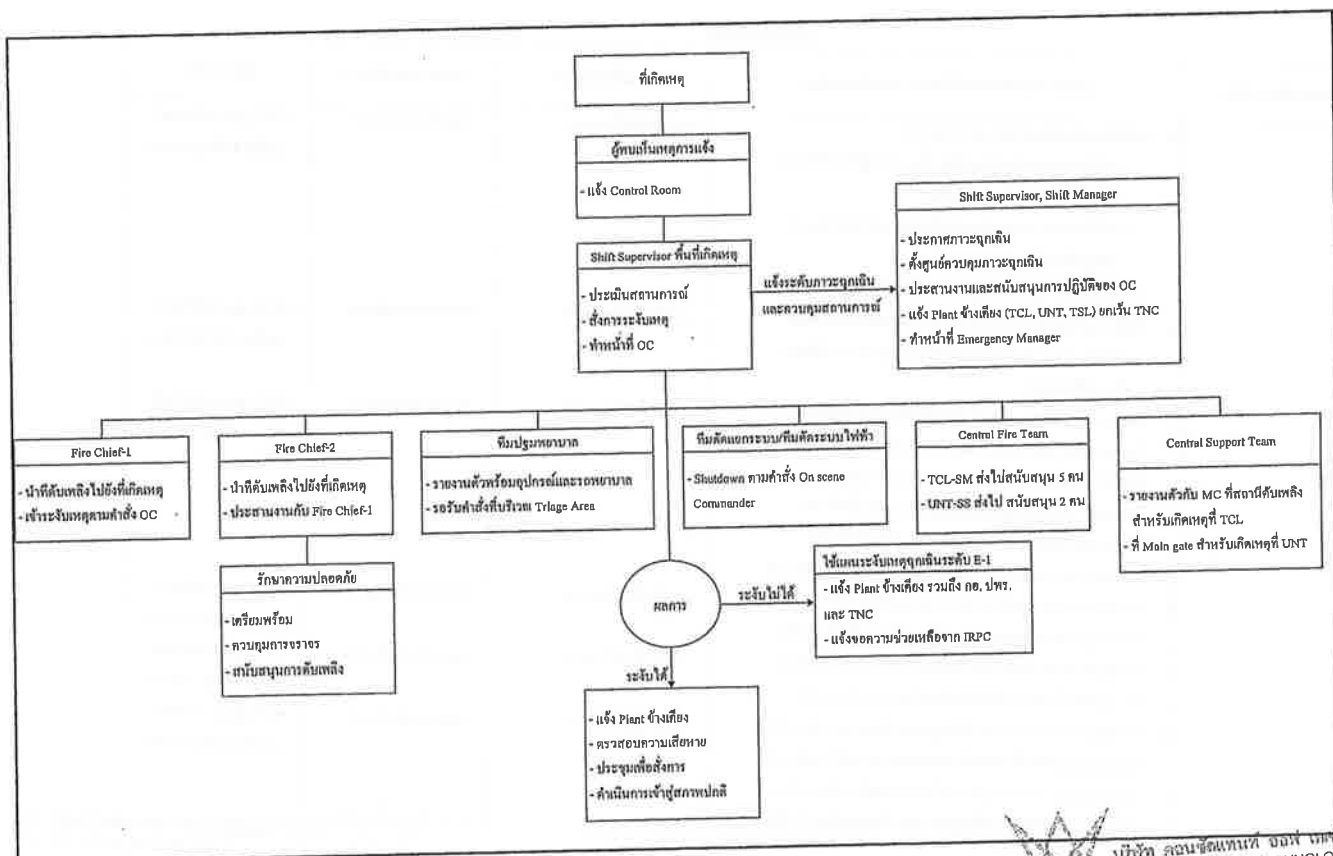 ที่เกิดเหตุ
ผู้พบเห็นเหตุการแจ้ง
- แจ้ง Control Room
Shift Supervisor พื้นที่เกิดเหตุ
- ประเมินสถานการณ์
- สั่งการระงับเหตุ
- ทำหน้าที่ OC
แจ้งระดับภาวะฉุกเฉิน
และควบคุมสถานการณ์
Shift Supervisor, Shift Manager
- ประกาศภาวะฉุกเฉิน
- ตั้งศูนย์ควบคุมภาวะฉุกเฉิน
- ประสานงานและสนับสนุนการปฏิบัติของ OC
- แจ้ง Plant ข้างเคียง (TCL, UNT, TSL) ยกเว้น TNC
- ทำหน้าที่ Emergency Manager
Fire Chief-1
- นำทีดับเพลิงไปยังที่เกิดเหตุ
- เข้าระงับเหตุตามคำสั่ง OC
Fire Chief-2
- นำทีดับเพลิงไปยังที่เกิดเหตุ
- ประสานงานกับ Fire Chief-1
ทีมปฐมพยาบาล
- รายงานตัวพร้อมอุปกรณ์และรถพยาบาล
- รอรับคำสั่งที่บริเวณ Triage Area
ทีมตัดแยกระบบ/ทีมตัดระบบไฟฟ้า
- Shutdown ตามคำสั่ง On scene
Commander
Central Fire Team
- TCL-SM ส่งไปสนับสนุน 5 คน
- UNT-SS ส่งไป สนับสนุน 2 คน
Central Support Team
- รายงานตัวกับ MC ที่สถานีดับเพลิง
สำหรับเกิดเหตุที่ TCL
- ที่ Main gate สำหรับเกิดเหตุที่ UNT
รักษาความปลอดภัย
- เตรียมพร้อม
- ควบคุมการจราจร
- สนับสนุนการดับเพลิง
ผลการ
ระงับไม่ได้
ใช้แผนระงับเหตุฉุกเฉินระดับ E-1
- แจ้ง Plant ข้างเคียง รวมถึง กอ. ปพร.
และ TNC
- แจ้งขอความช่วยเหลือจาก IRPC
ระงับได้
- แจ้ง Plant ข้างเคียง
- ตรวจสอบความเสียหาย
- ประชุมเพื่อสั่งการ
- ดำเนินการเข้าสู่สภาพปกติ
บริษัท คอนซัลแทนท์ ออฟ